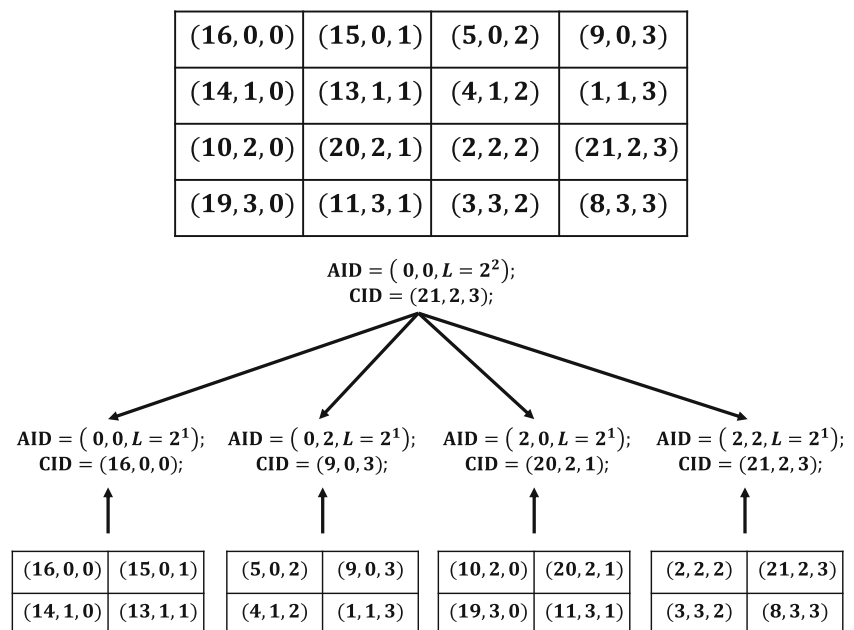 (16,0,0) (15,0,1) (5,0,2) (9,0,3)
(14,1,0) (13,1,1) (4,1,2) (1,1,3)
(10,2,0) (20,2,1) (2,2,2) (21,2,3)
(19,3,0) (11,3,1) (3,3,2) (8,3,3)
AID = ( 0,0,L = 2²);
CID = (21,2,3);
AID = ( 0,0,L = 2¹); AID = ( 0,2,L = 2¹); AID = ( 2,0,L = 2¹); AID = ( 2,2,L = 2¹);
CID = (16,0,0); CID = (9,0,3); CID = (20,2,1); CID = (21,2,3);
(16,0,0) (15,0,1) (5,0,2) (9,0,3) (10,2,0) (20,2,1) (2,2,2) (21,2,3)
(14,1,0) (13,1,1) (4,1,2) (1,1,3) (19,3,0) (11,3,1) (3,3,2) (8,3,3)